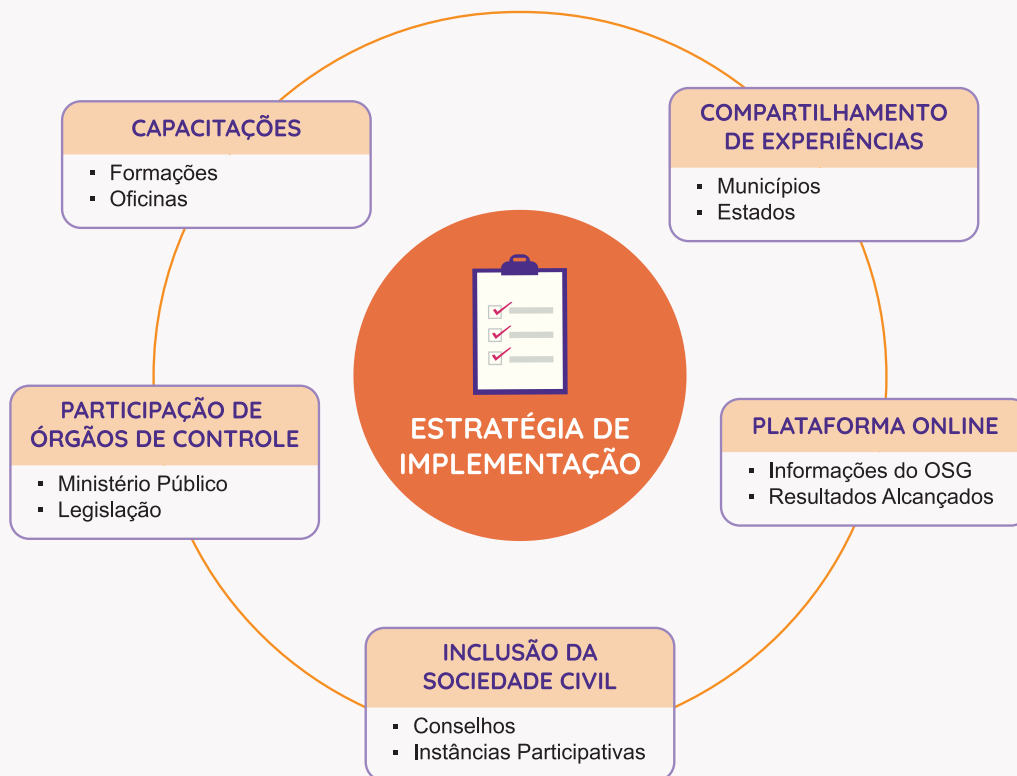 CAPACITAÇÕES
▪ Formações
▪ Oficinas
COMPARTILHAMENTO
DE EXPERIÊNCIAS
▪ Municípios
▪ Estados
ESTRATÉGIA DE
IMPLEMENTAÇÃO
PARTICIPAÇÃO DE
ÓRGÃOS DE CONTROLE
▪ Ministério Público
▪ Legislação
PLATAFORMA ONLINE
▪ Informações do OSG
▪ Resultados Alcançados
INCLUSÃO DA
SOCIEDADE CIVIL
▪ Conselhos
▪ Instâncias Participativas